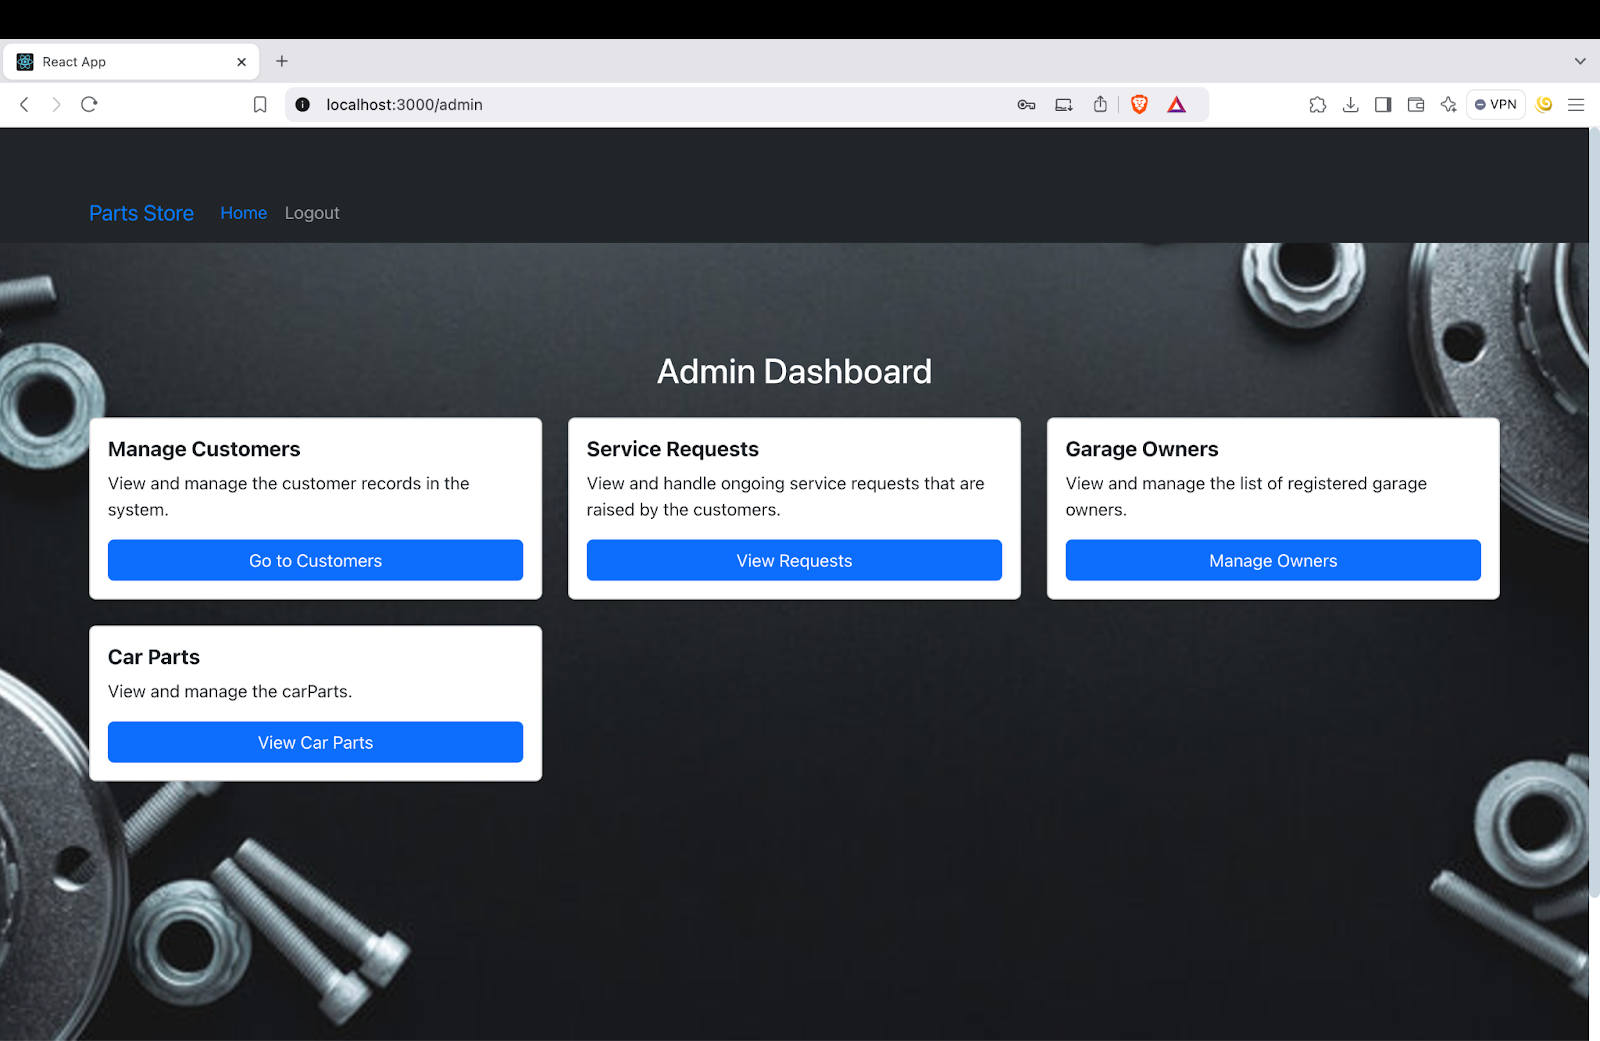 React App
localhost:3000/admin
VPN
Parts Store Home Logout
Admin Dashboard
Manage Customers
View and manage the customer records in the
system.
Go to Customers
Service Requests
View and handle ongoing service requests that are
raised by the customers.
View Requests
Garage Owners
View and manage the list of registered garage
owners.
Manage Owners
Car Parts
View and manage the carParts.
View Car Parts